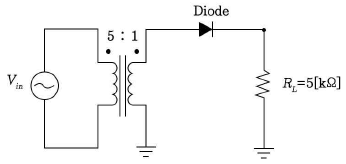 Diode
5 : 1
V_in
R_L=5[kΩ]